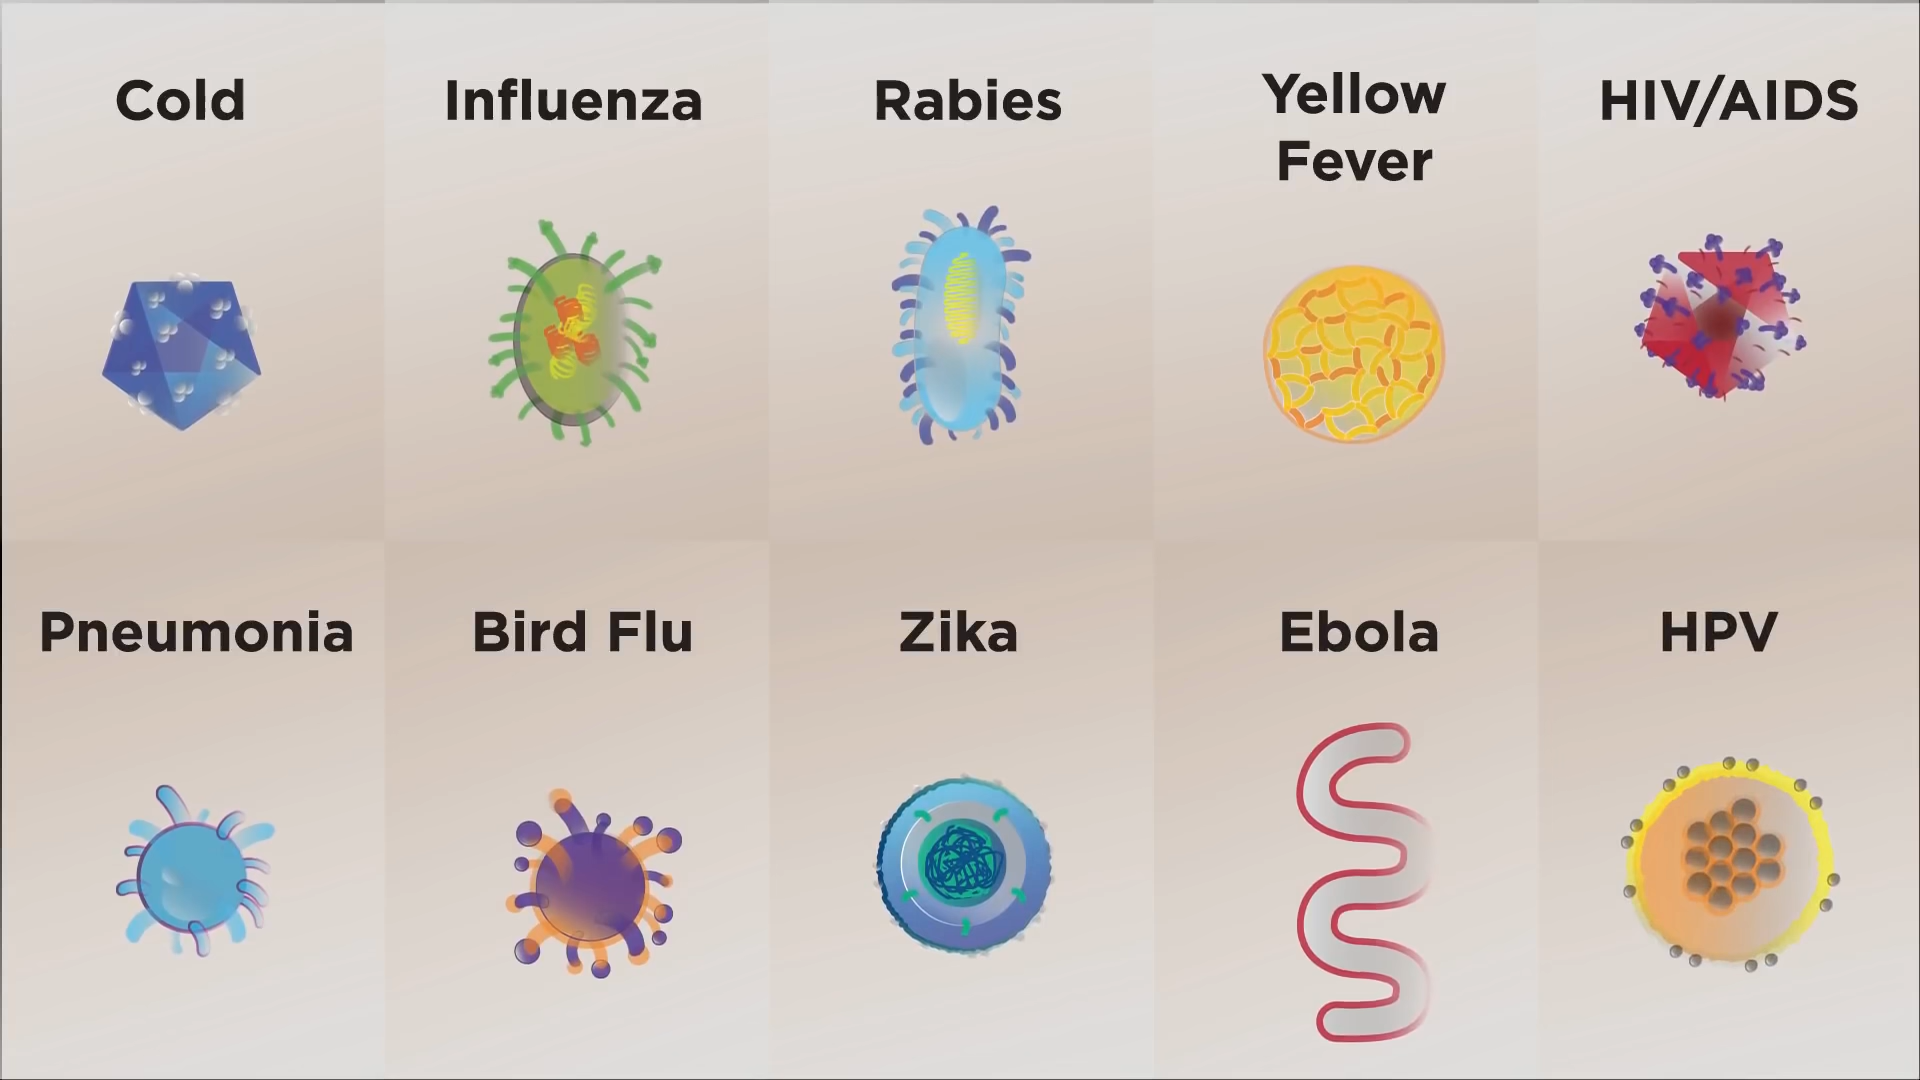 Cold
Influenza
Rabies
Yellow
Fever
HIV/AIDS
Pneumonia
Bird Flu
Zika
Ebola
HPV